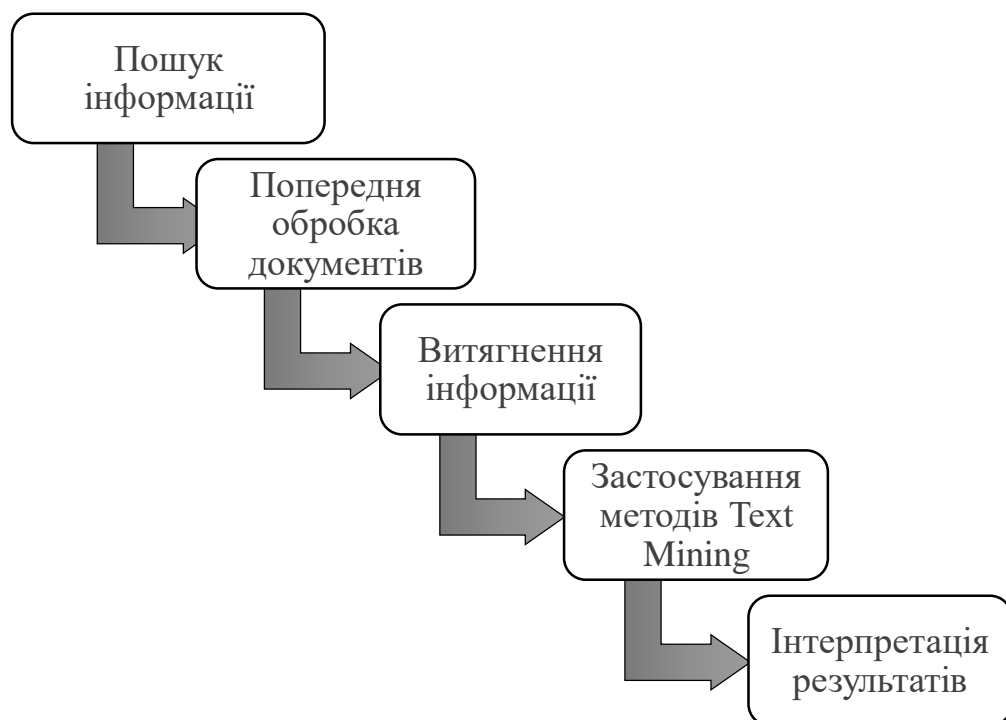 Пошук
інформації
Попередня
обробка
документів
Витягнення
інформації
Застосування
методів Text
Mining
Інтерпретація
результатів